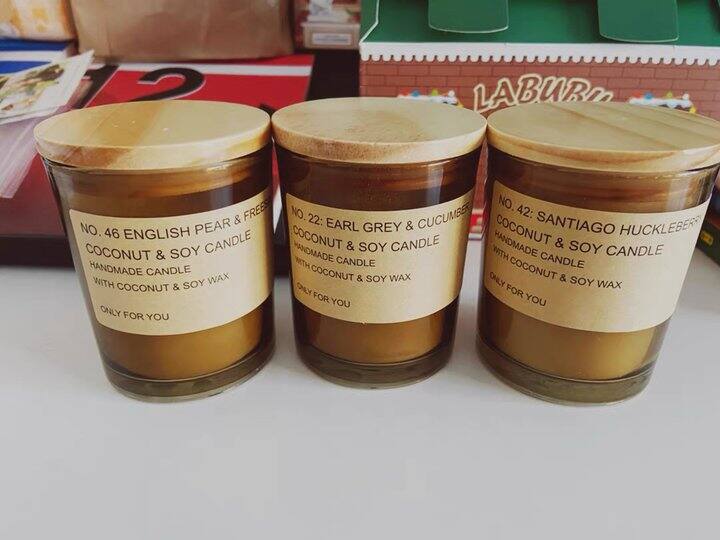 12
LABUBU
NO. 46 ENGLISH PEAR &
COCONUT & SOY CANDLE
HANDMADE CANDLE
WITH COCONUT & SOY WAX
ONLY FOR YOU
NO. 22: EARL GREY & CUCUMBER
COCONUT & SOY CANDLE
HANDMADE CANDLE
WITH COCONUT & SOY WAX
ONLY FOR YOU
NO. 42: SANTIAGO HUCKLEBERRY
COCONUT & SOY CANDLE
HANDMADE CANDLE
WITH COCONUT & SOY WAX
ONLY FOR YOU